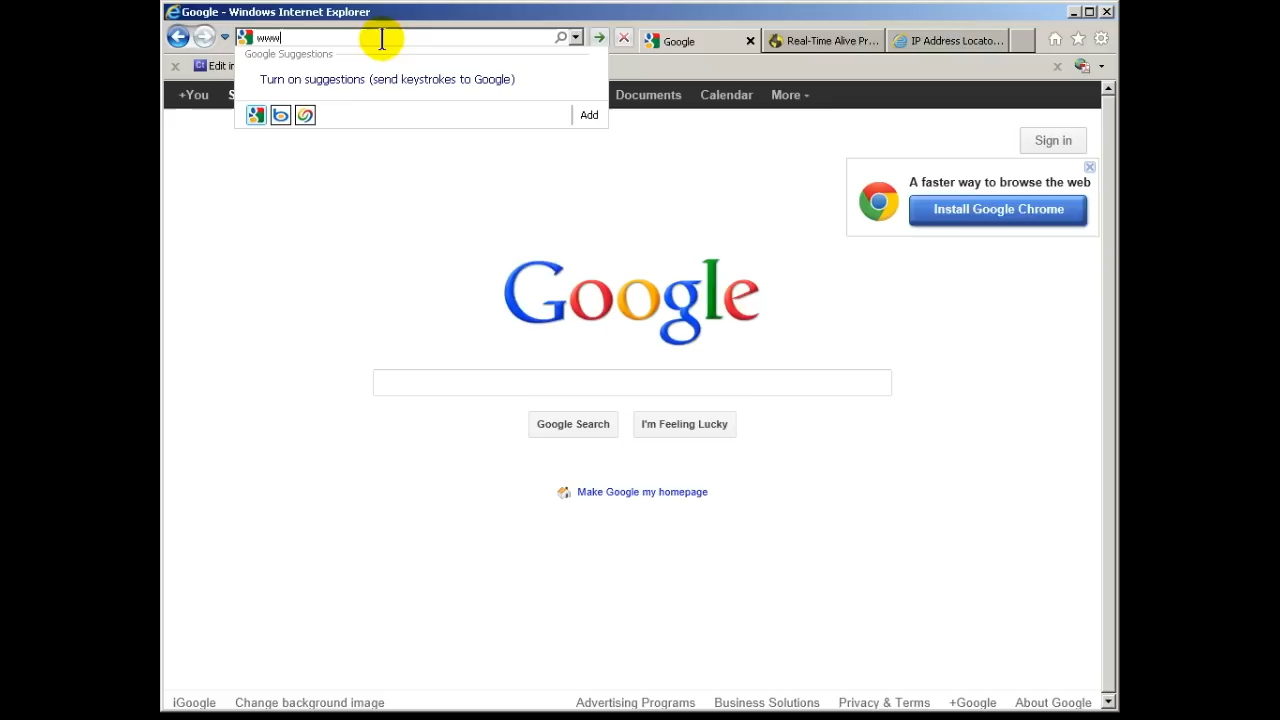 Google - Windows Internet Explorer
www
Google
Real-Time Alive Pr...
IP Address Locato...
Google Suggestions
Turn on suggestions (send keystrokes to Google)
Add
Edit in
+You
Documents
Calendar
More
Sign in
A faster way to browse the web
Install Google Chrome
Google
Google Search
I'm Feeling Lucky
Make Google my homepage
iGoogle
Change background image
Advertising Programs
Business Solutions
Privacy & Terms
+Google
About Google